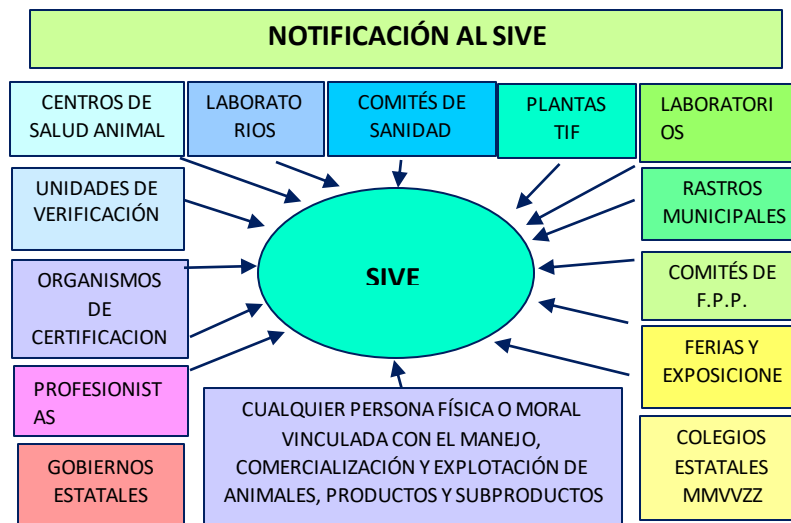 NOTIFICACIÓN AL SIVE
CENTROS DE
SALUD ANIMAL
LABORATO
RIOS
COMITÉS DE
SANIDAD
PLANTAS
TIF
LABORATORI
OS
UNIDADES DE
VERIFICACIÓN
RASTROS
MUNICIPALES
SIVE
ORGANISMOS
DE
CERTIFICACION
COMITÉS DE
F.P.P.
PROFESIONIST
AS
FERIAS Y
EXPOSICIONE
CUALQUIER PERSONA FÍSICA O MORAL
VINCULADA CON EL MANEJO,
COMERCIALIZACIÓN Y EXPLOTACIÓN DE
ANIMALES, PRODUCTOS Y SUBPRODUCTOS
GOBIERNOS
ESTATALES
COLEGIOS
ESTATALES
MMVVZZ